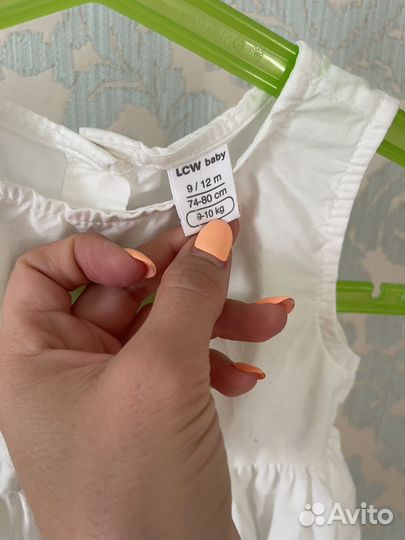 LCW baby
9 / 12 m
74-80 cm
9-10 kg
Avito